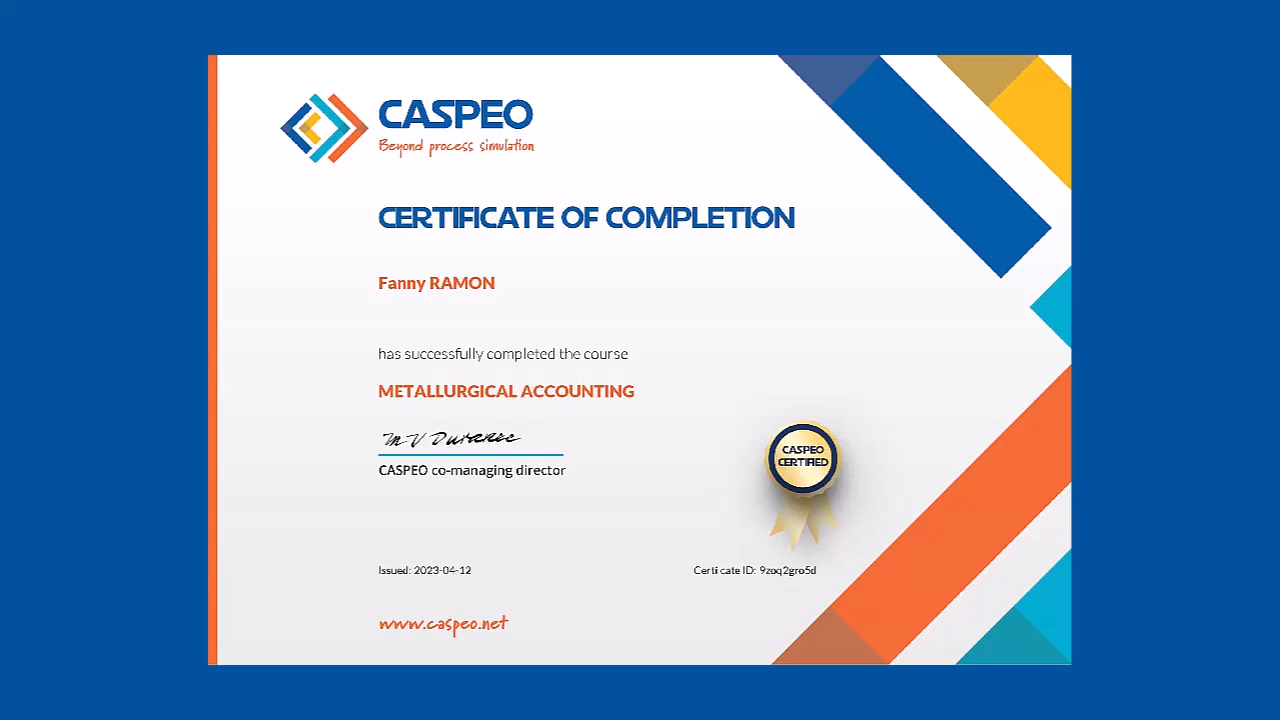 CASPEO
Beyond process simulation
CERTIFICATE OF COMPLETION
Fanny RAMON
has successfully completed the course
METALLURGICAL ACCOUNTING
CASPEO co-managing director
CASPEO
CERTIFIED
Issued: 2023-04-12
Certi cate ID: 9zoq2gro5d
www.caspeo.net